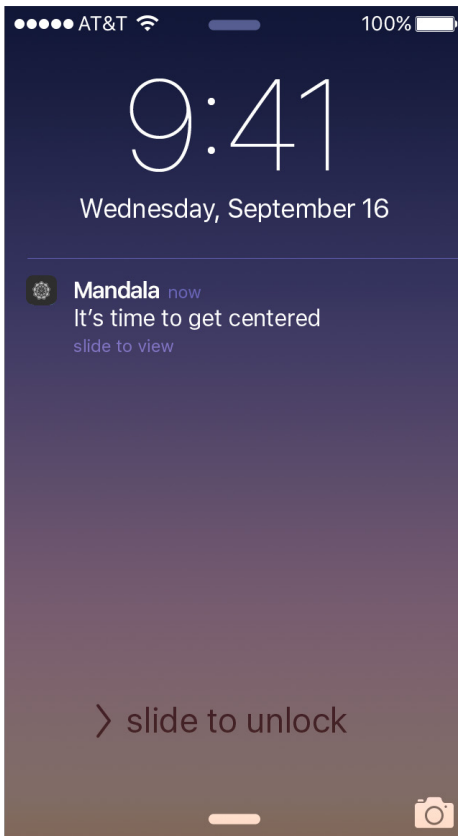 AT&T 100%
9:41
Wednesday, September 16
Mandala now
It’s time to get centered
slide to view
slide to unlock